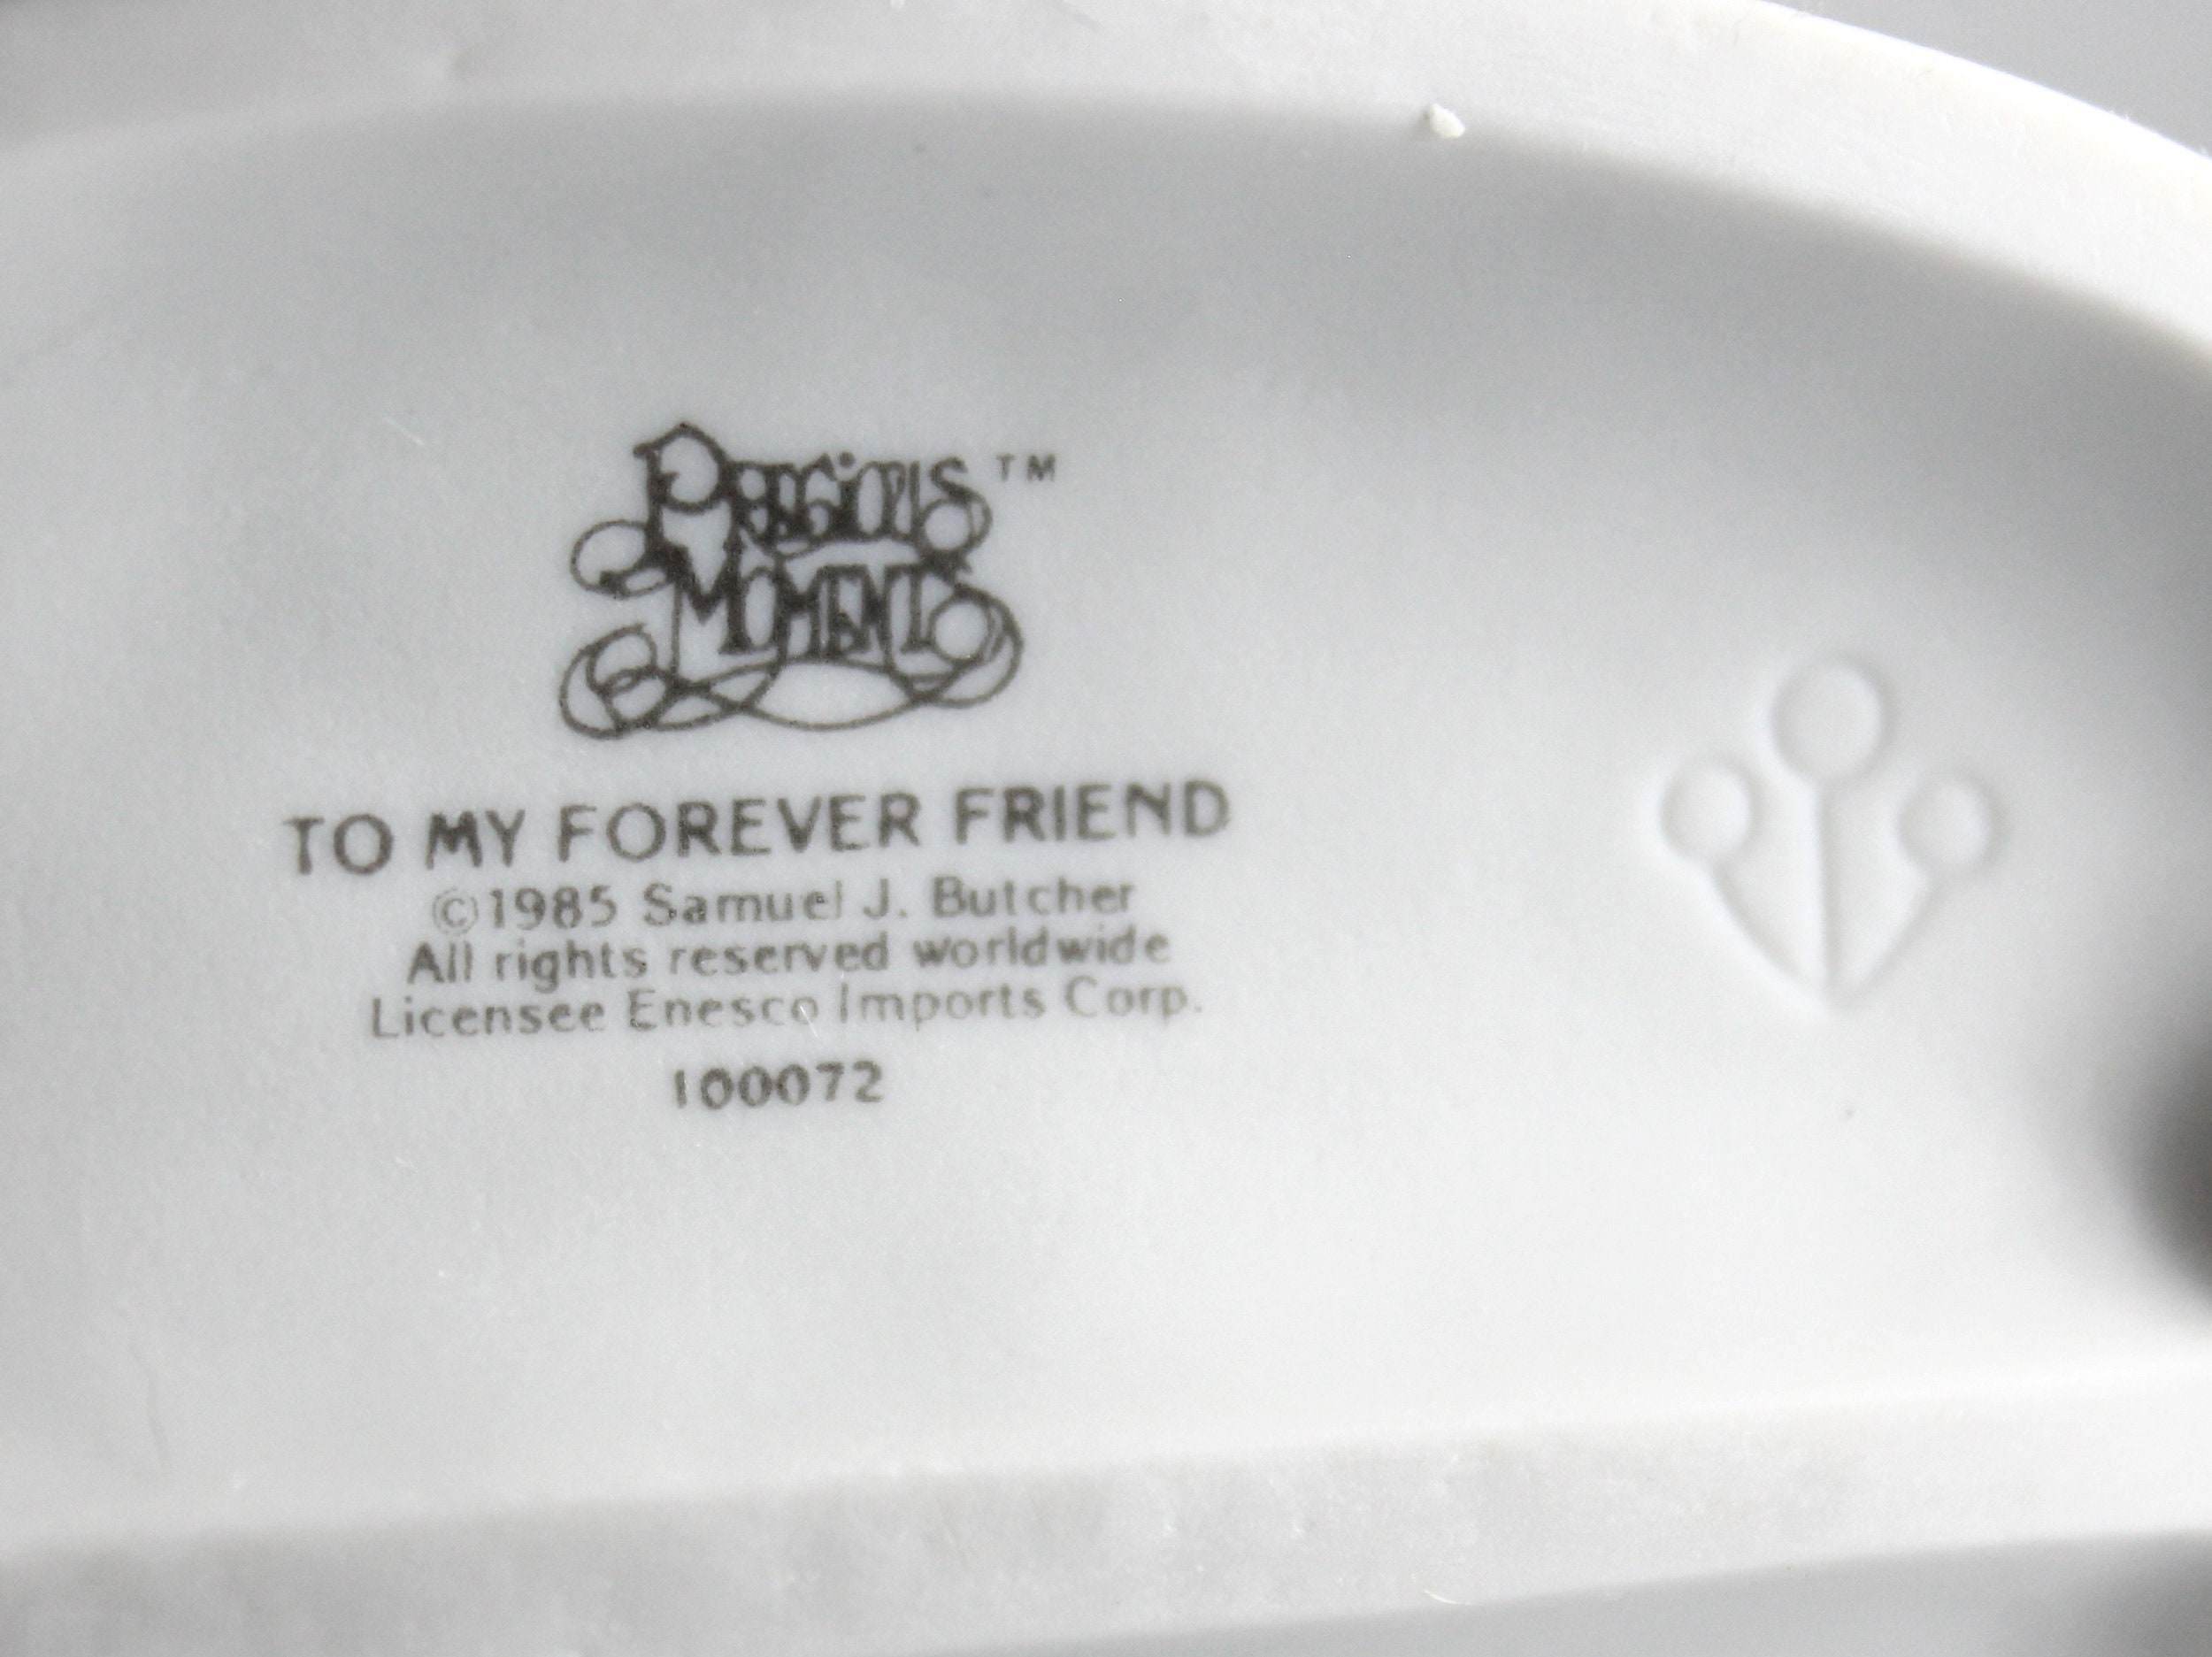 Precious ™
Moments
TO MY FOREVER FRIEND
©1985 Samuel J. Butcher
All rights reserved worldwide
Licensee Enesco Imports Corp.
100072